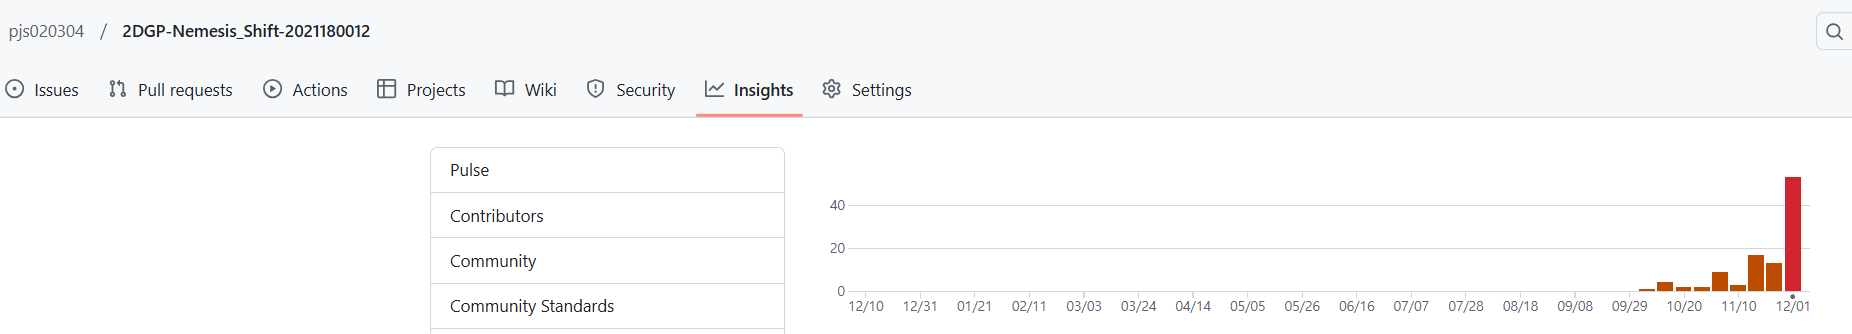 pjs020304 / 2DGP-Nemesis_Shift-2021180012
Issues Pull requests Actions Projects Wiki Security Insights Settings
Pulse
Contributors
Community
Community Standards
40
20
0
12/10 12/31 01/21 02/11 03/03 03/24 04/14 05/05 05/26 06/16 07/07 07/28 08/18 09/08 09/29 10/20 11/10 12/01